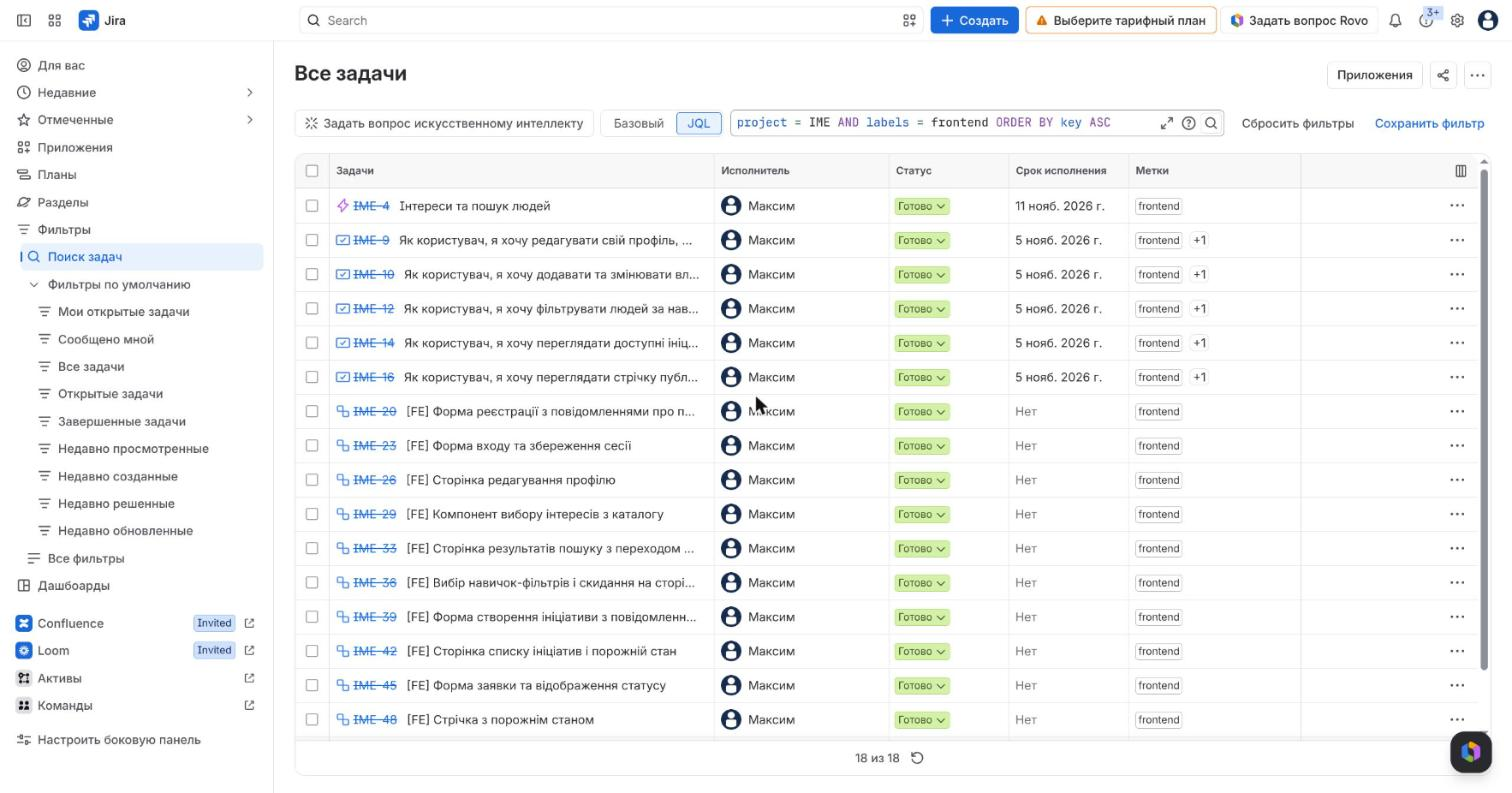 Jira
Search
Создать
Выберите тарифный план
Задать вопрос Rovo
3+
Для вас
Недавние
Отмеченные
Приложения
Планы
Разделы
Фильтры
Поиск задач
Фильтры по умолчанию
Мои открытые задачи
Сообщено мной
Все задачи
Открытые задачи
Завершенные задачи
Недавно просмотренные
Недавно созданные
Недавно решенные
Недавно обновленные
Все фильтры
Дашборды
Confluence Invited
Loom Invited
Активы
Команды
Настроить боковую панель
Все задачи
Приложения
Задать вопрос искусственному интеллекту
Базовый JQL
project = IME AND labels = frontend ORDER BY key ASC
Сбросить фильтры
Сохранить фильтр
Задачи Исполнитель Статус Срок исполнения Метки
IME-4 Інтереси та пошук людей Максим Готово 11 нояб. 2026 г. frontend
IME-9 Як користувач, я хочу редагувати свій профіль, ... Максим Готово 5 нояб. 2026 г. frontend +1
IME-10 Як користувач, я хочу додавати та змінювати вл... Максим Готово 5 нояб. 2026 г. frontend +1
IME-12 Як користувач, я хочу фільтрувати людей за нав... Максим Готово 5 нояб. 2026 г. frontend +1
IME-14 Як користувач, я хочу переглядати доступні ініц... Максим Готово 5 нояб. 2026 г. frontend +1
IME-16 Як користувач, я хочу переглядати стрічку публ... Максим Готово 5 нояб. 2026 г. frontend +1
IME-20 [FE] Форма реєстрації з повідомленнями про п... Максим Готово Нет frontend
IME-23 [FE] Форма входу та збереження сесії Максим Готово Нет frontend
IME-26 [FE] Сторінка редагування профілю Максим Готово Нет frontend
IME-29 [FE] Компонент вибору інтересів з каталогу Максим Готово Нет frontend
IME-33 [FE] Сторінка результатів пошуку з переходом ... Максим Готово Нет frontend
IME-36 [FE] Вибір навичок-фільтрів і скидання на сторі... Максим Готово Нет frontend
IME-39 [FE] Форма створення ініціативи з повідомленн... Максим Готово Нет frontend
IME-42 [FE] Сторінка списку ініціатив і порожній стан Максим Готово Нет frontend
IME-45 [FE] Форма заявки та відображення статусу Максим Готово Нет frontend
IME-48 [FE] Стрічка з порожнім станом Максим Готово Нет frontend
18 из 18